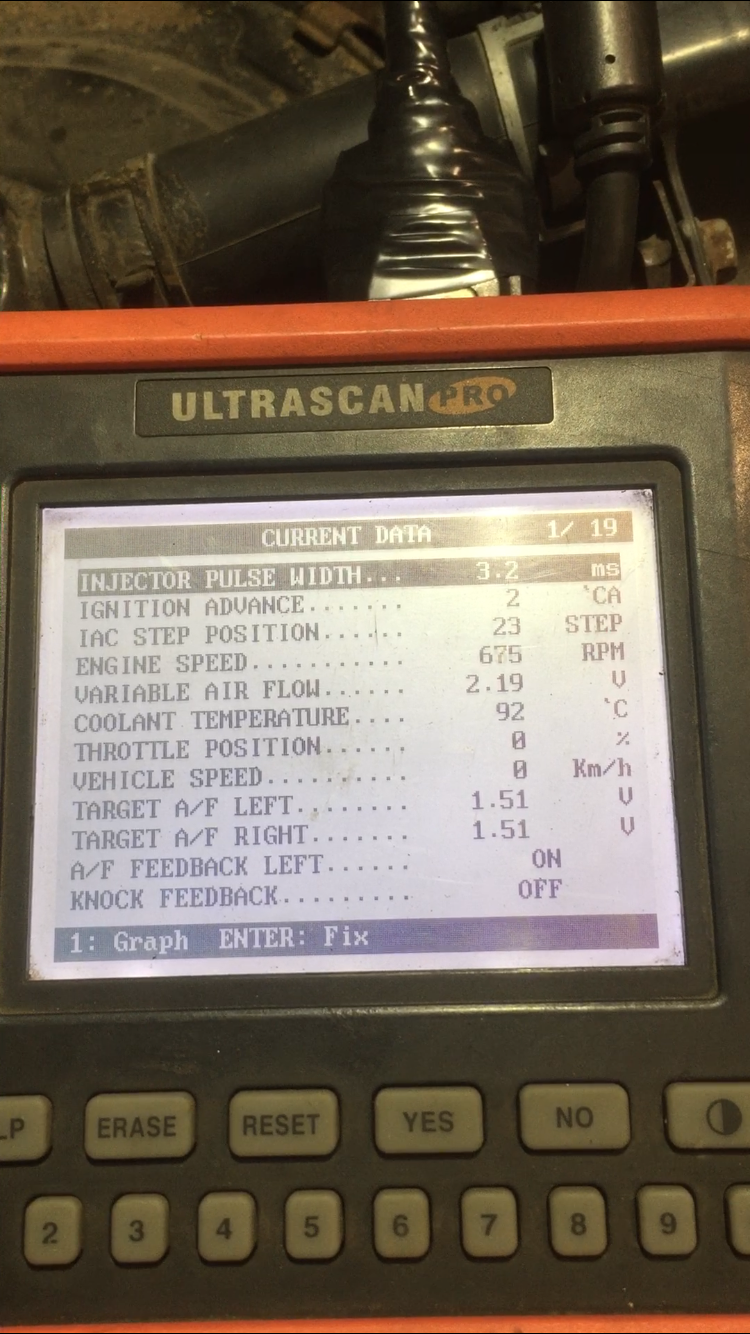 ULTRASCAN PRO
CURRENT DATA 1/ 19
INJECTOR PULSE WIDTH... 3.2 ms
IGNITION ADVANCE....... 2 `CA
IAC STEP POSITION...... 23 STEP
ENGINE SPEED........... 675 RPM
VARIABLE AIR FLOW...... 2.19 V
COOLANT TEMPERATURE.... 92 `C
THROTTLE POSITION...... 0 %
VEHICLE SPEED.......... 0 Km/h
TARGET A/F LEFT........ 1.51 V
TARGET A/F RIGHT....... 1.51 V
A/F FEEDBACK LEFT...... ON
KNOCK FEEDBACK......... OFF
1: Graph ENTER: Fix
LP ERASE RESET YES NO
2 3 4 5 6 7 8 9